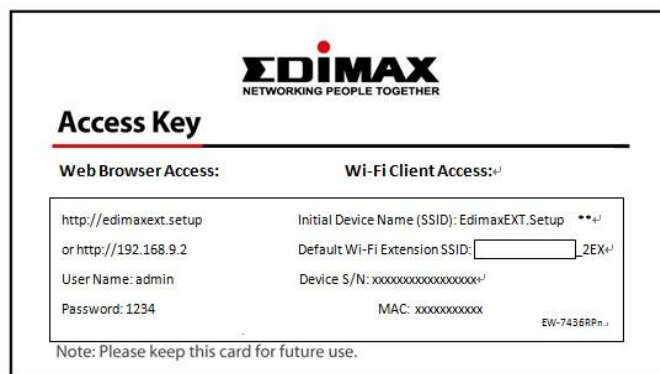 EDIMAX
NETWORKING PEOPLE TOGETHER
Access Key
Web Browser Access:
Wi-Fi Client Access:↵
http://edimaxext.setup
or http://192.168.9.2
User Name: admin
Password: 1234
Initial Device Name (SSID): EdimaxEXT.Setup **↵
Default Wi-Fi Extension SSID: _2EX↵
Device S/N: xxxxxxxxxxxxxxxxx↵
MAC: xxxxxxxxxxx
EW-7436RPn.↓
Note: Please keep this card for future use.